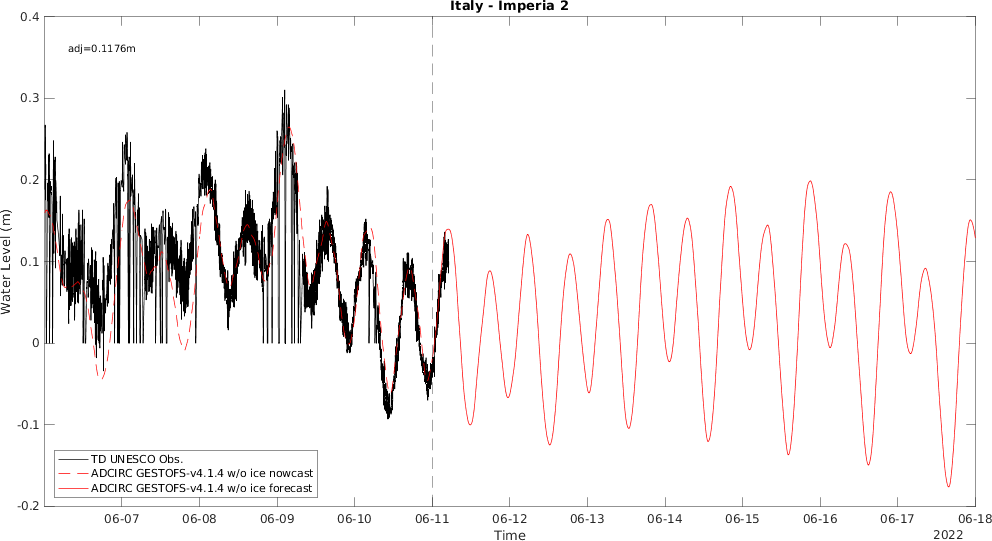 Italy - Imperia 2
adj=0.1176m
0.4
0.3
0.2
0.1
0
-0.1
-0.2
Water Level (m)
TD UNESCO Obs.
ADCIRC GESTOFS-v4.1.4 w/o ice nowcast
ADCIRC GESTOFS-v4.1.4 w/o ice forecast
06-07 06-08 06-09 06-10 06-11 06-12 06-13 06-14 06-15 06-16 06-17 06-18
Time
2022